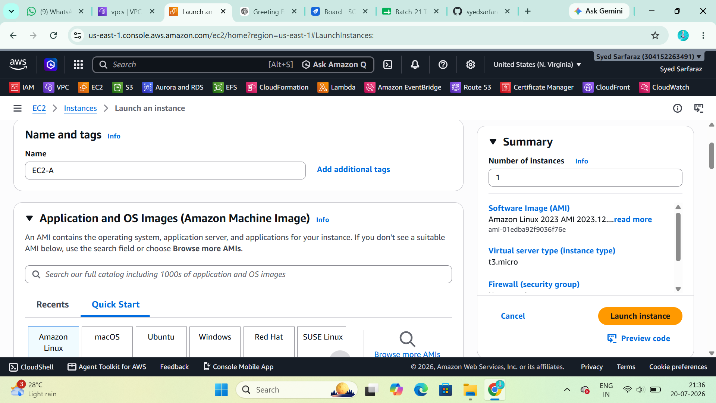 (9) Whats
vpcs | VPC
Launch an
Greeting
Board - SC
Batch: 21
syedsarfar
Ask Gemini
us-east-1.console.aws.amazon.com/ec2/home?region=us-east-1#LaunchInstances:
aws
Search
[Alt+S]
Ask Amazon Q
United States (N. Virginia)
Syed Sarfaraz (304152263491)
Syed Sarfaraz
IAM
VPC
EC2
S3
Aurora and RDS
EFS
CloudFormation
Lambda
Amazon EventBridge
Route 53
Certificate Manager
CloudFront
CloudWatch
EC2
Instances
Launch an instance
Name and tags Info
Name
EC2-A
Add additional tags
Application and OS Images (Amazon Machine Image) Info
An AMI contains the operating system, application server, and applications for your instance. If you don't see a suitable
AMI below, use the search field or choose Browse more AMIs.
Search our full catalog including 1000s of application and OS images
Recents
Quick Start
Amazon
Linux
macOS
Ubuntu
Windows
Red Hat
SUSE Linux
Browse more AMIs
Summary
Number of instances Info
1
Software Image (AMI)
Amazon Linux 2023 AMI 2023.12....read more
ami-01edba92f9036f76e
Virtual server type (instance type)
t3.micro
Firewall (security group)
Cancel
Launch instance
Preview code
CloudShell
Agent Toolkit for AWS
Feedback
Console Mobile App
© 2026, Amazon Web Services, Inc. or its affiliates.
Privacy
Terms
Cookie preferences
3
28°C
Light rain
Search
ENG
IN
21:36
20-07-2026